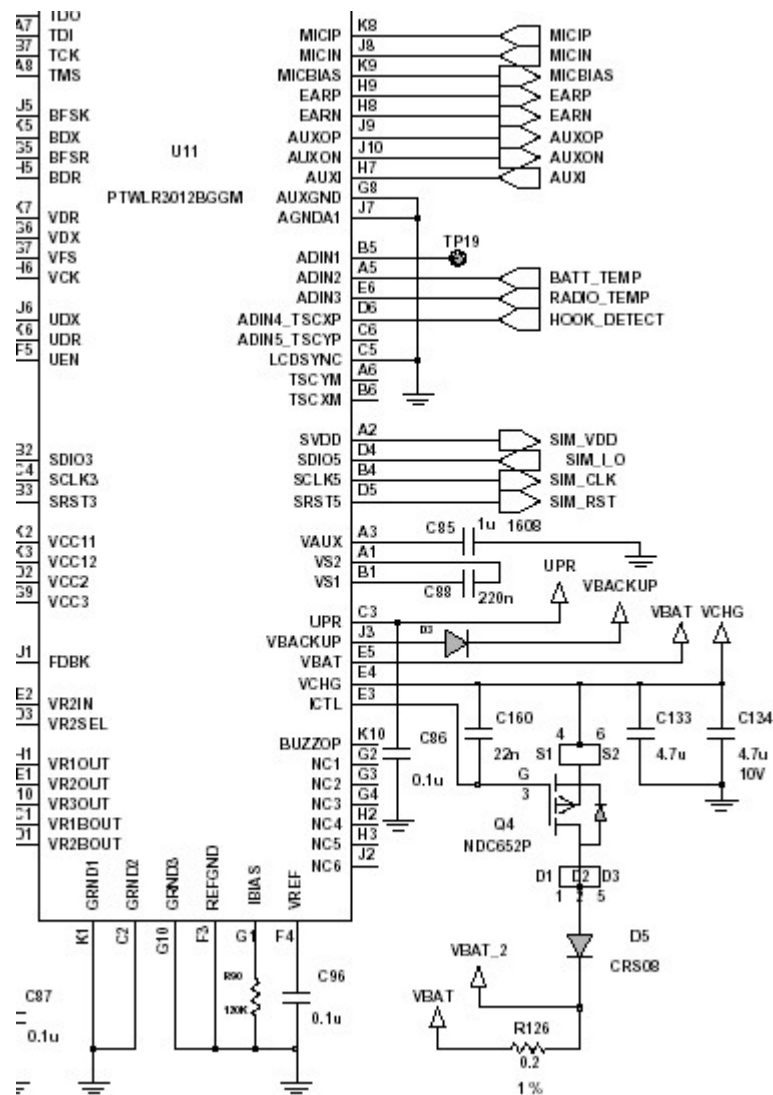 TDO K8
A7 TDI MICIP MICIP
B7 TCK J8 MICIN MICIN
A8 TMS K9 MICBIAS MICBIAS
H9 EARP EARP
J5 BFSK H8 EARN EARN
K5 BDX J9 AUXOP AUXOP
G5 BFSR U11 J10 AUXON AUXON
H5 BDR H7 AUXI AUXI
PTWLR3012BGGM AUXGND G8
K7 VDR AGNDA1 J7
G6 VDX
G7 VFS ADIN1 B5 TP19
H6 VCK ADIN2 A5 BATT_TEMP
ADIN3 E6 RADIO_TEMP
J6 UDX ADIN4_TSCXP D6 HOOK_DETECT
K6 UDR ADIN5_TSCYP C6
F5 UEN LCDSYNC C5
TSCYM A6
TSCXM B6
SVDD A2 SIM_VDD
B2 SDIO3 SDIO5 D4 SIM_I_O
C4 SCLK3 SCLK5 B4 SIM_CLK
B3 SRST3 SRST5 D5 SIM_RST
K2 VCC11 VAUX A3 C85 1u 1608
K3 VCC12 VS2 A1
D2 VCC2 VS1 B1 C88 220n
G9 VCC3
UPR VBACKUP VBAT VCHG
UPR C3
VBACKUP J3 D3
J1 FDBK VBAT E5
VCHG E4
E2 VR2IN ICTL E3
D3 VR2SEL
C160 4 6 C133 C134
BUZZOP K10 C86 22n S1 S2 4.7u 4.7u
H1 VR1OUT NC1 G2 10V
E1 VR2OUT NC2 G3 0.1u G
VR3OUT NC3 G4 3
C1 VR1BOUT NC4 H2 Q4
D1 VR2BOUT NC5 H3 NDC652P
NC6 J2
D1 D2 D3
1 2 5
GRND1 GRND2 GRND3 REFGND IBIAS VREF
K1 C2 G10 F3 G1 F4
D5
CRS08
VBAT_2
VBAT
C87 R90 C96
0.1u 120K 0.1u
R126
0.2
1 %